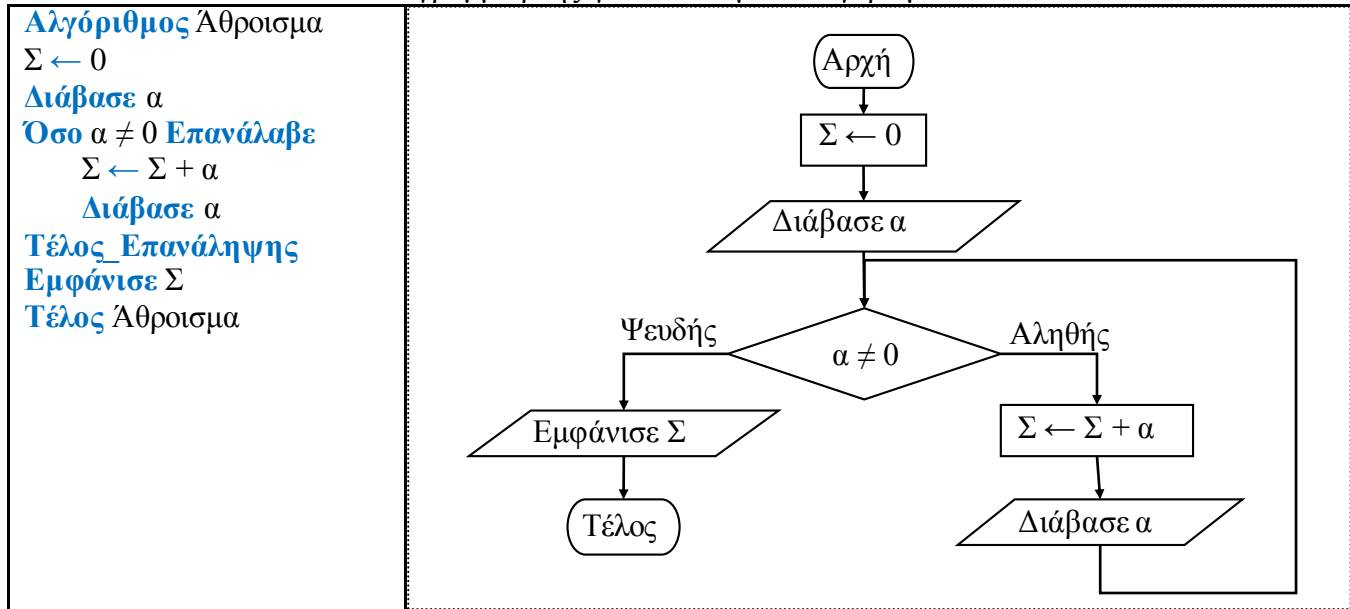 Αλγόριθμος Άθροισμα
Σ ← 0
Διάβασε α
Όσο α ≠ 0 Επανάλαβε
Σ ← Σ + α
Διάβασε α
Τέλος_Επανάληψης
Εμφάνισε Σ
Τέλος Άθροισμα
Αρχή
Σ ← 0
Διάβασε α
Ψευδής
α ≠ 0
Αληθής
Εμφάνισε Σ
Σ ← Σ + α
Τέλος
Διάβασε α